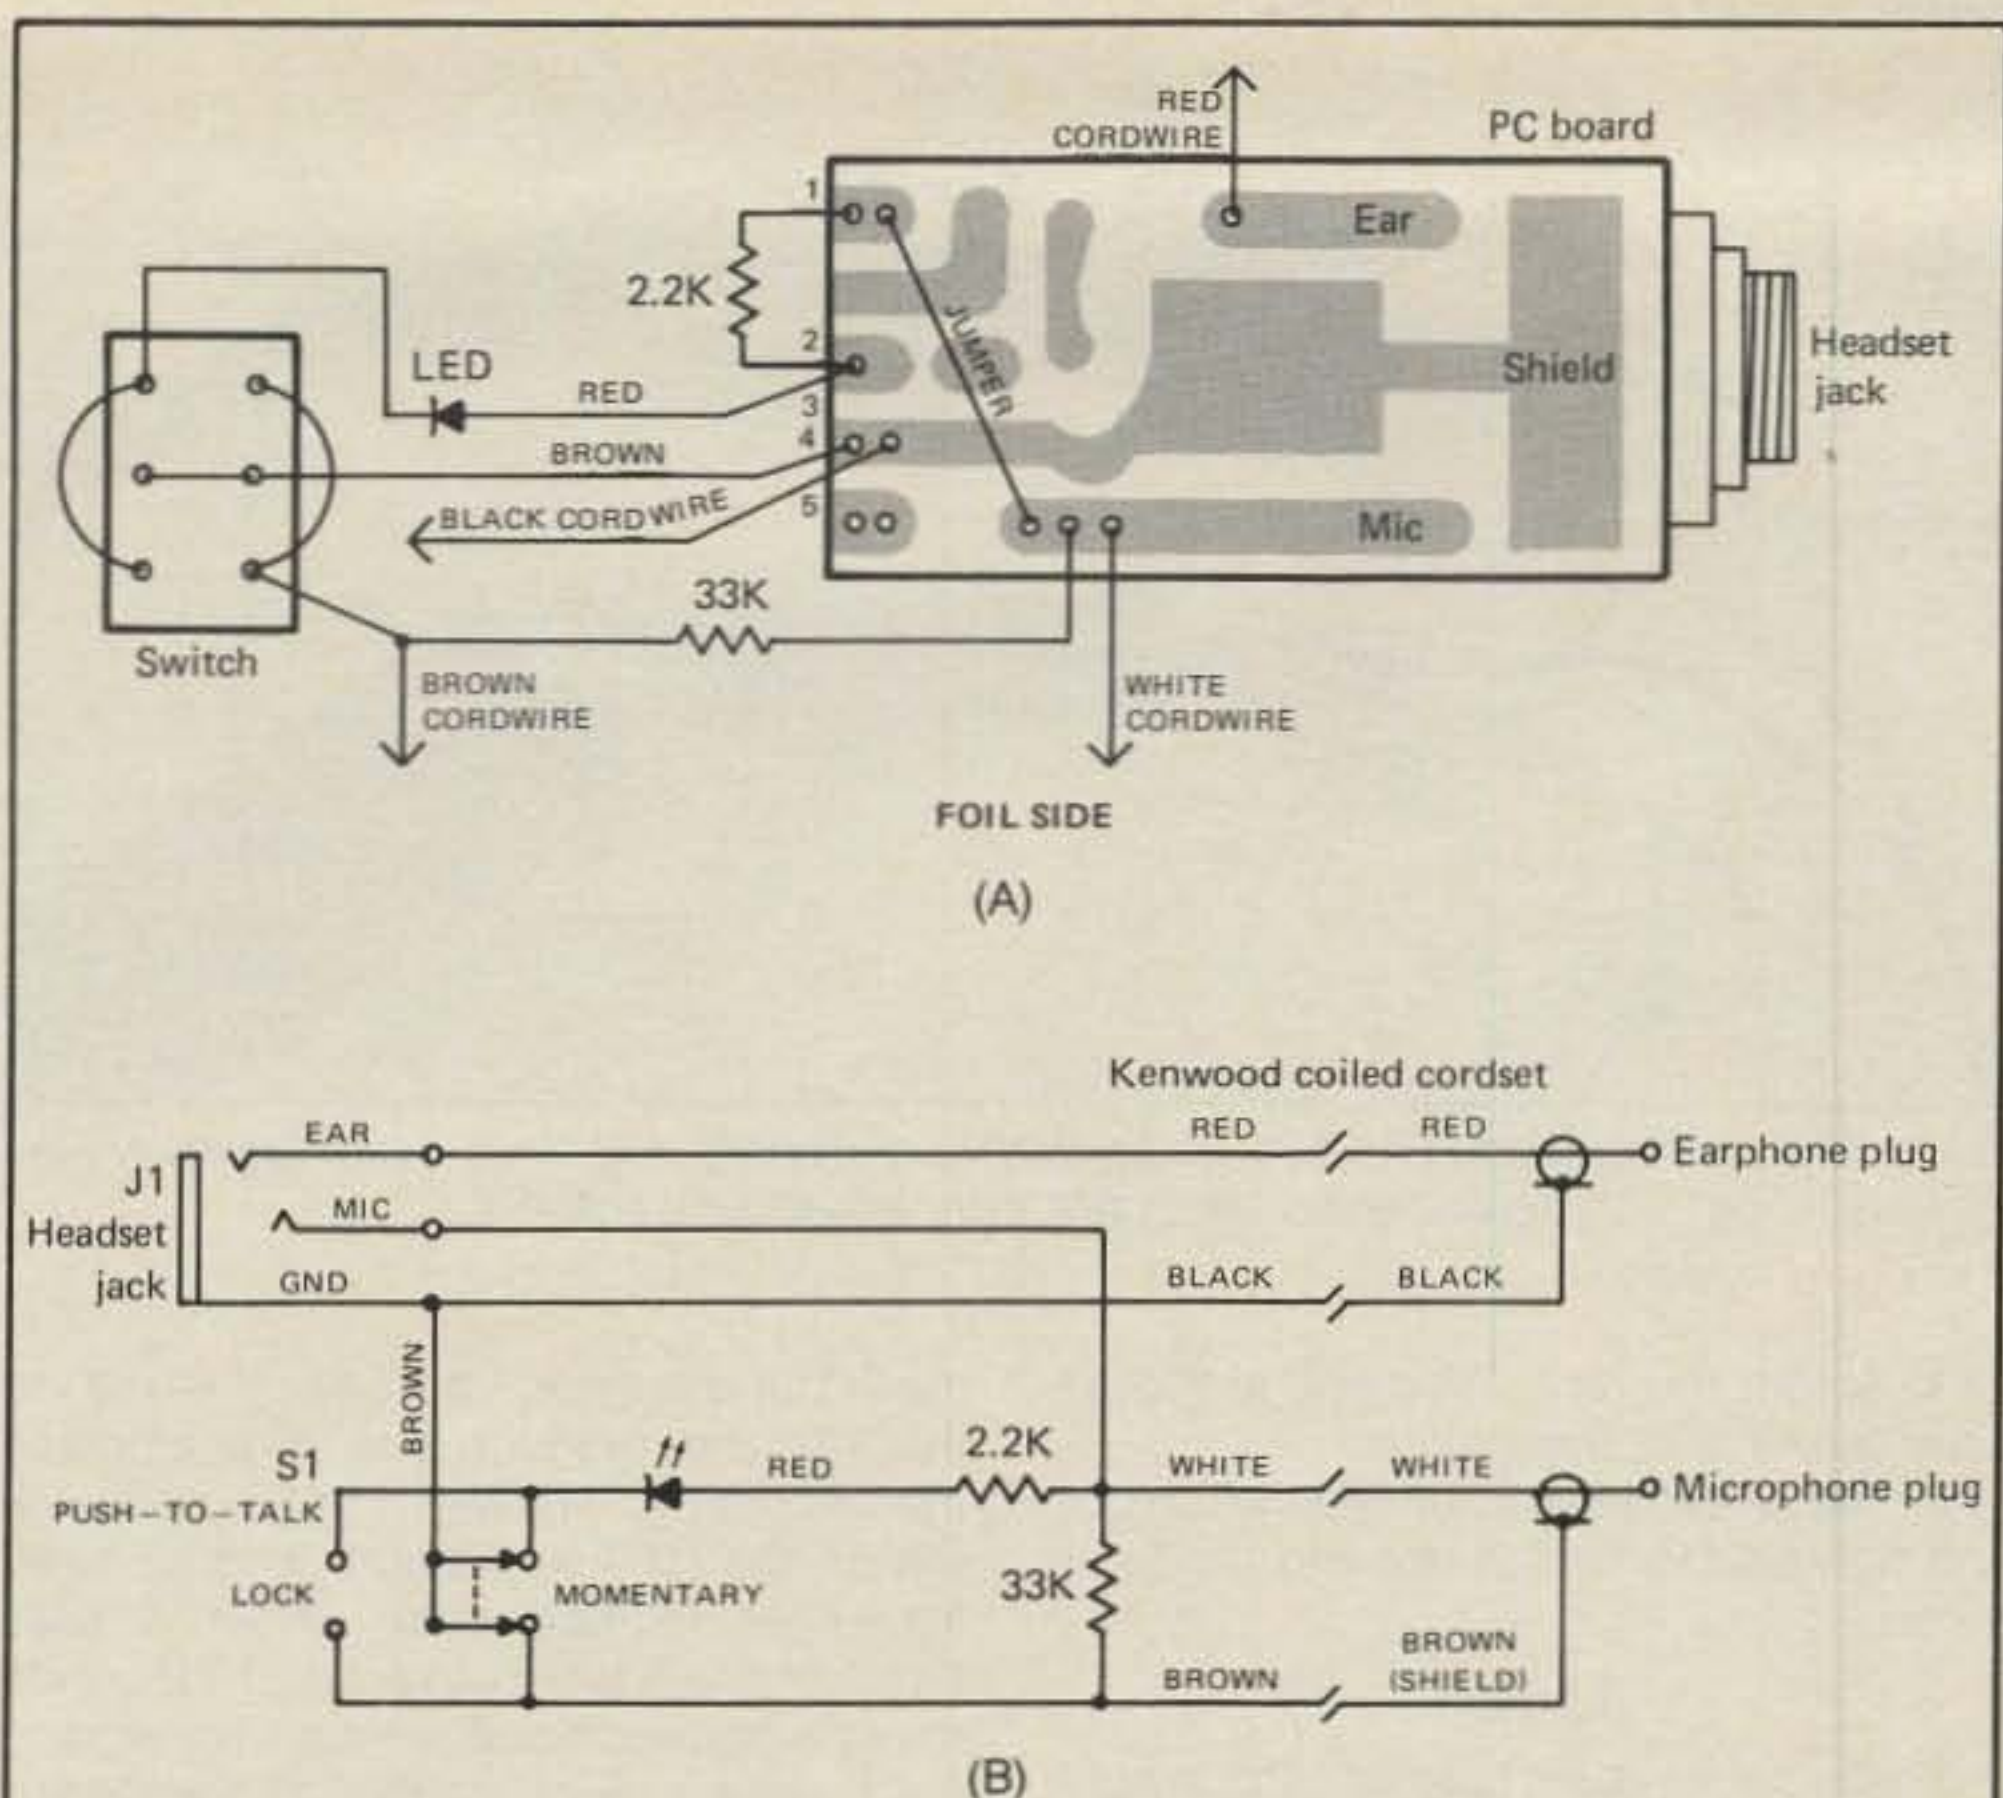 RED
CORDWIRE
PC board
1
Ear
2.2K
JUMPER
2
LED
Shield
Headset
jack
RED
3
4
BROWN
BLACK CORDWIRE
5
Mic
33K
Switch
BROWN
CORDWIRE
WHITE
CORDWIRE
FOIL SIDE
(A)
Kenwood coiled cordset
EAR
RED
RED
Earphone plug
J1
Headset
jack
MIC
GND
BLACK
BLACK
BROWN
S1
PUSH-TO-TALK
RED
2.2K
WHITE
WHITE
Microphone plug
LOCK
MOMENTARY
33K
BROWN
BROWN
(SHIELD)
(B)